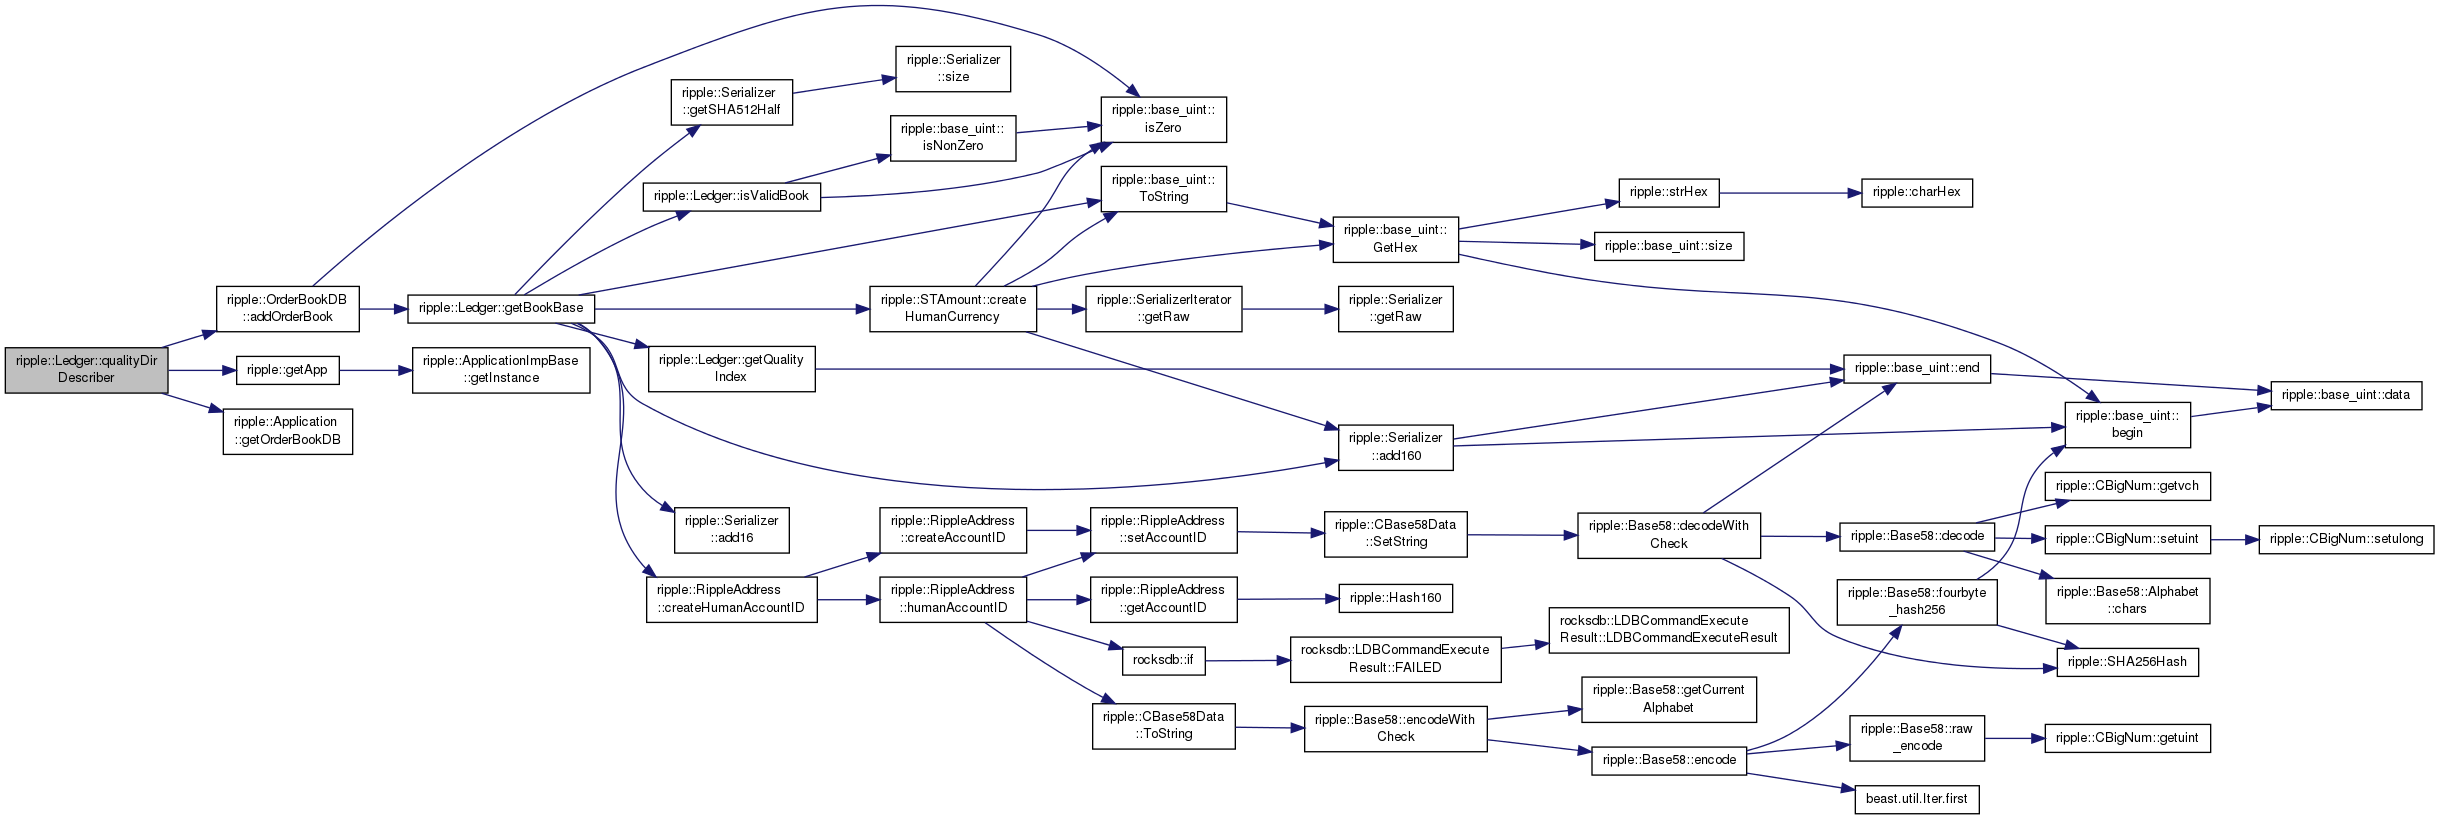 ripple::Ledger::qualityDir
Describer
ripple::OrderBookDB
::addOrderBook
ripple::getApp
ripple::Application
::getOrderBookDB
ripple::Ledger::getBookBase
ripple::ApplicationImpBase
::getInstance
ripple::Serializer
::getSHA512Half
ripple::Ledger::isValidBook
ripple::Ledger::getQuality
Index
ripple::Serializer
::add16
ripple::RippleAddress
::createHumanAccountID
ripple::Serializer
::size
ripple::base_uint::
isNonZero
ripple::STAmount::create
HumanCurrency
ripple::RippleAddress
::createAccountID
ripple::RippleAddress
::humanAccountID
ripple::base_uint::
isZero
ripple::base_uint::
ToString
ripple::SerializerIterator
::getRaw
ripple::RippleAddress
::setAccountID
ripple::RippleAddress
::getAccountID
rocksdb::if
ripple::CBase58Data
::ToString
ripple::base_uint::
GetHex
ripple::Serializer
::getRaw
ripple::Serializer
::add160
ripple::CBase58Data
::SetString
ripple::Hash160
rocksdb::LDBCommandExecute
Result::FAILED
ripple::Base58::encodeWith
Check
ripple::strHex
ripple::base_uint::size
ripple::Base58::decodeWith
Check
rocksdb::LDBCommandExecute
Result::LDBCommandExecuteResult
ripple::Base58::getCurrent
Alphabet
ripple::Base58::encode
ripple::charHex
ripple::base_uint::end
ripple::Base58::decode
ripple::Base58::fourbyte
_hash256
ripple::Base58::raw
_encode
beast.util.Iter.first
ripple::base_uint::
begin
ripple::CBigNum::getvch
ripple::CBigNum::setuint
ripple::Base58::Alphabet
::chars
ripple::SHA256Hash
ripple::CBigNum::getuint
ripple::base_uint::data
ripple::CBigNum::setulong